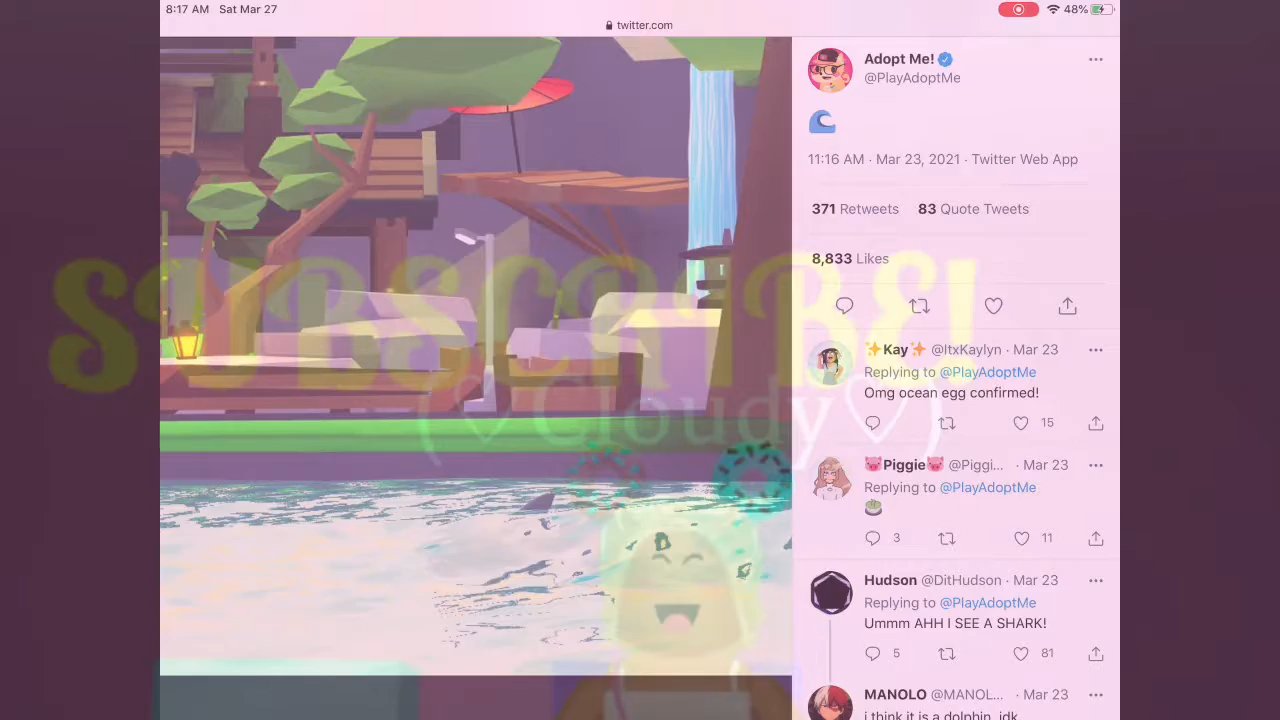 8:17 AM Sat Mar 27
48%
twitter.com
Adopt Me!
@PlayAdoptMe
11:16 AM · Mar 23, 2021 · Twitter Web App
371 Retweets 83 Quote Tweets
8,833 Likes
SUBSCRIBE!
(♡Cloudy♡)
✨Kay✨ @ItxKaylyn · Mar 23
Replying to @PlayAdoptMe
Omg ocean egg confirmed!
15
🐷Piggie🐷 @Piggi... · Mar 23
Replying to @PlayAdoptMe
3 11
Hudson @DitHudson · Mar 23
Replying to @PlayAdoptMe
Ummm AHH I SEE A SHARK!
5 81
MANOLO @MANOL... · Mar 23
i think it is a dolphin, idk